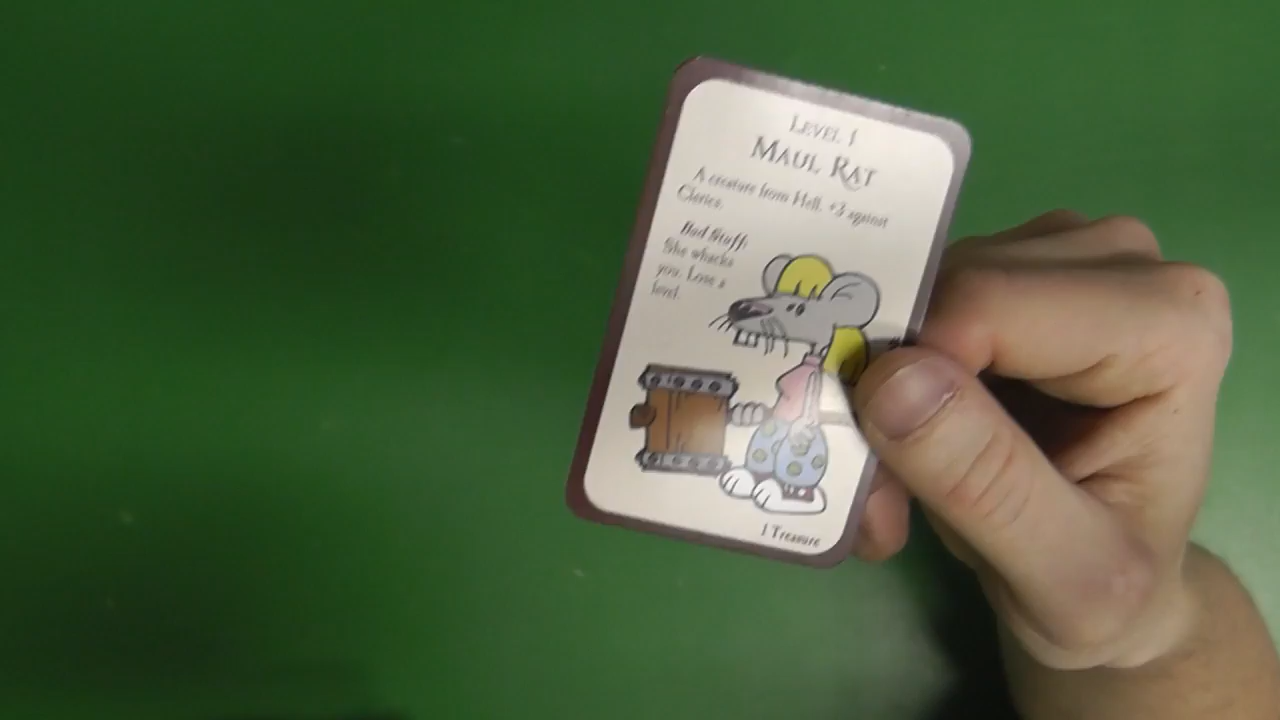 LEVEL 1
MAUL RAT
A creature from Hell. +3 against
Clerics.
Bad Stuff:
She whacks
you. Lose a
level.
1 Treasure